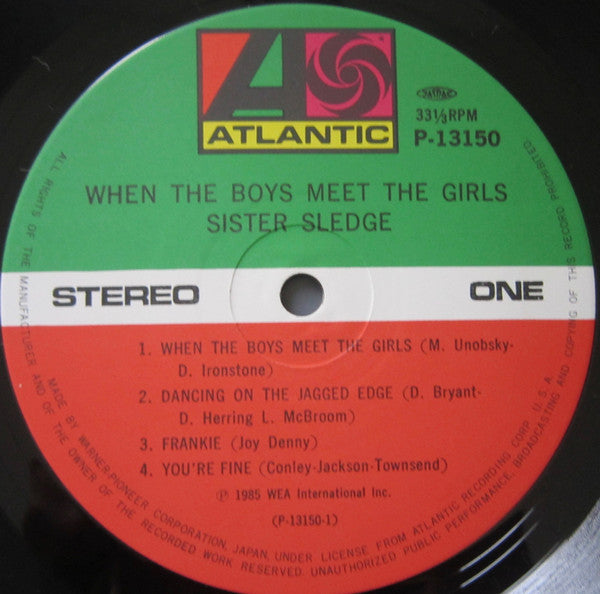 JASRAC
ATLANTIC
33⅓RPM
P-13150
WHEN THE BOYS MEET THE GIRLS
SISTER SLEDGE
STEREO
ONE
1. WHEN THE BOYS MEET THE GIRLS (M. Unobsky-
D. Ironstone)
2. DANCING ON THE JAGGED EDGE (D. Bryant-
D. Herring L. McBroom)
3. FRANKIE (Joy Denny)
4. YOU'RE FINE (Conley-Jackson-Townsend)
Ⓟ 1985 WEA International Inc.
(P-13150-1)
MADE BY WARNER-PIONEER CORPORATION, JAPAN, UNDER LICENSE FROM ATLANTIC RECORDING CORP. U.S.A.
ALL RIGHTS OF THE MANUFACTURER AND OF THE OWNER OF THE RECORDED WORK RESERVED. UNAUTHORIZED PUBLIC PERFORMANCE, BROADCASTING AND COPYING OF THIS RECORD PROHIBITED.